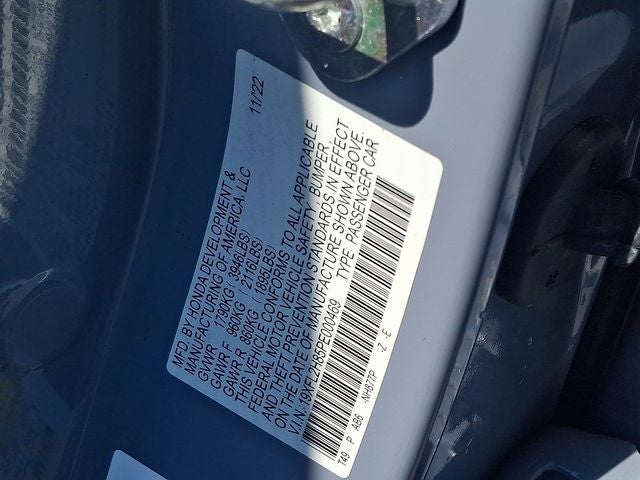 MFD. BY HONDA DEVELOPMENT &
MANUFACTURING OF AMERICA, LLC 11/22
GVWR 1790KG ( 3946LBS)
GAWR F 960KG ( 2116LBS)
GAWR R 860KG ( 1895LBS)
THIS VEHICLE CONFORMS TO ALL APPLICABLE
FEDERAL MOTOR VEHICLE SAFETY, BUMPER,
AND THEFT PREVENTION STANDARDS IN EFFECT
ON THE DATE OF MANUFACTURE SHOWN ABOVE.
V.I.N. 19XFL2H85PE000469 TYPE: PASSENGER CAR
T49 P AB6 -NH877P -Z -E